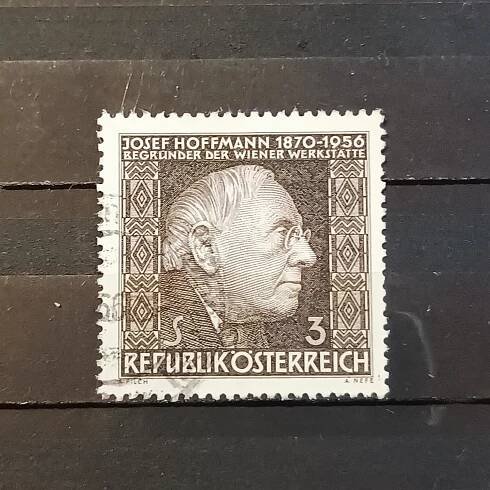 JOSEF HOFFMANN 1870-1956
BEGRÜNDER DER WIENER WERKSTÄTTE
S 3
REPUBLIK ÖSTERREICH
A. PILCH A. NEFE